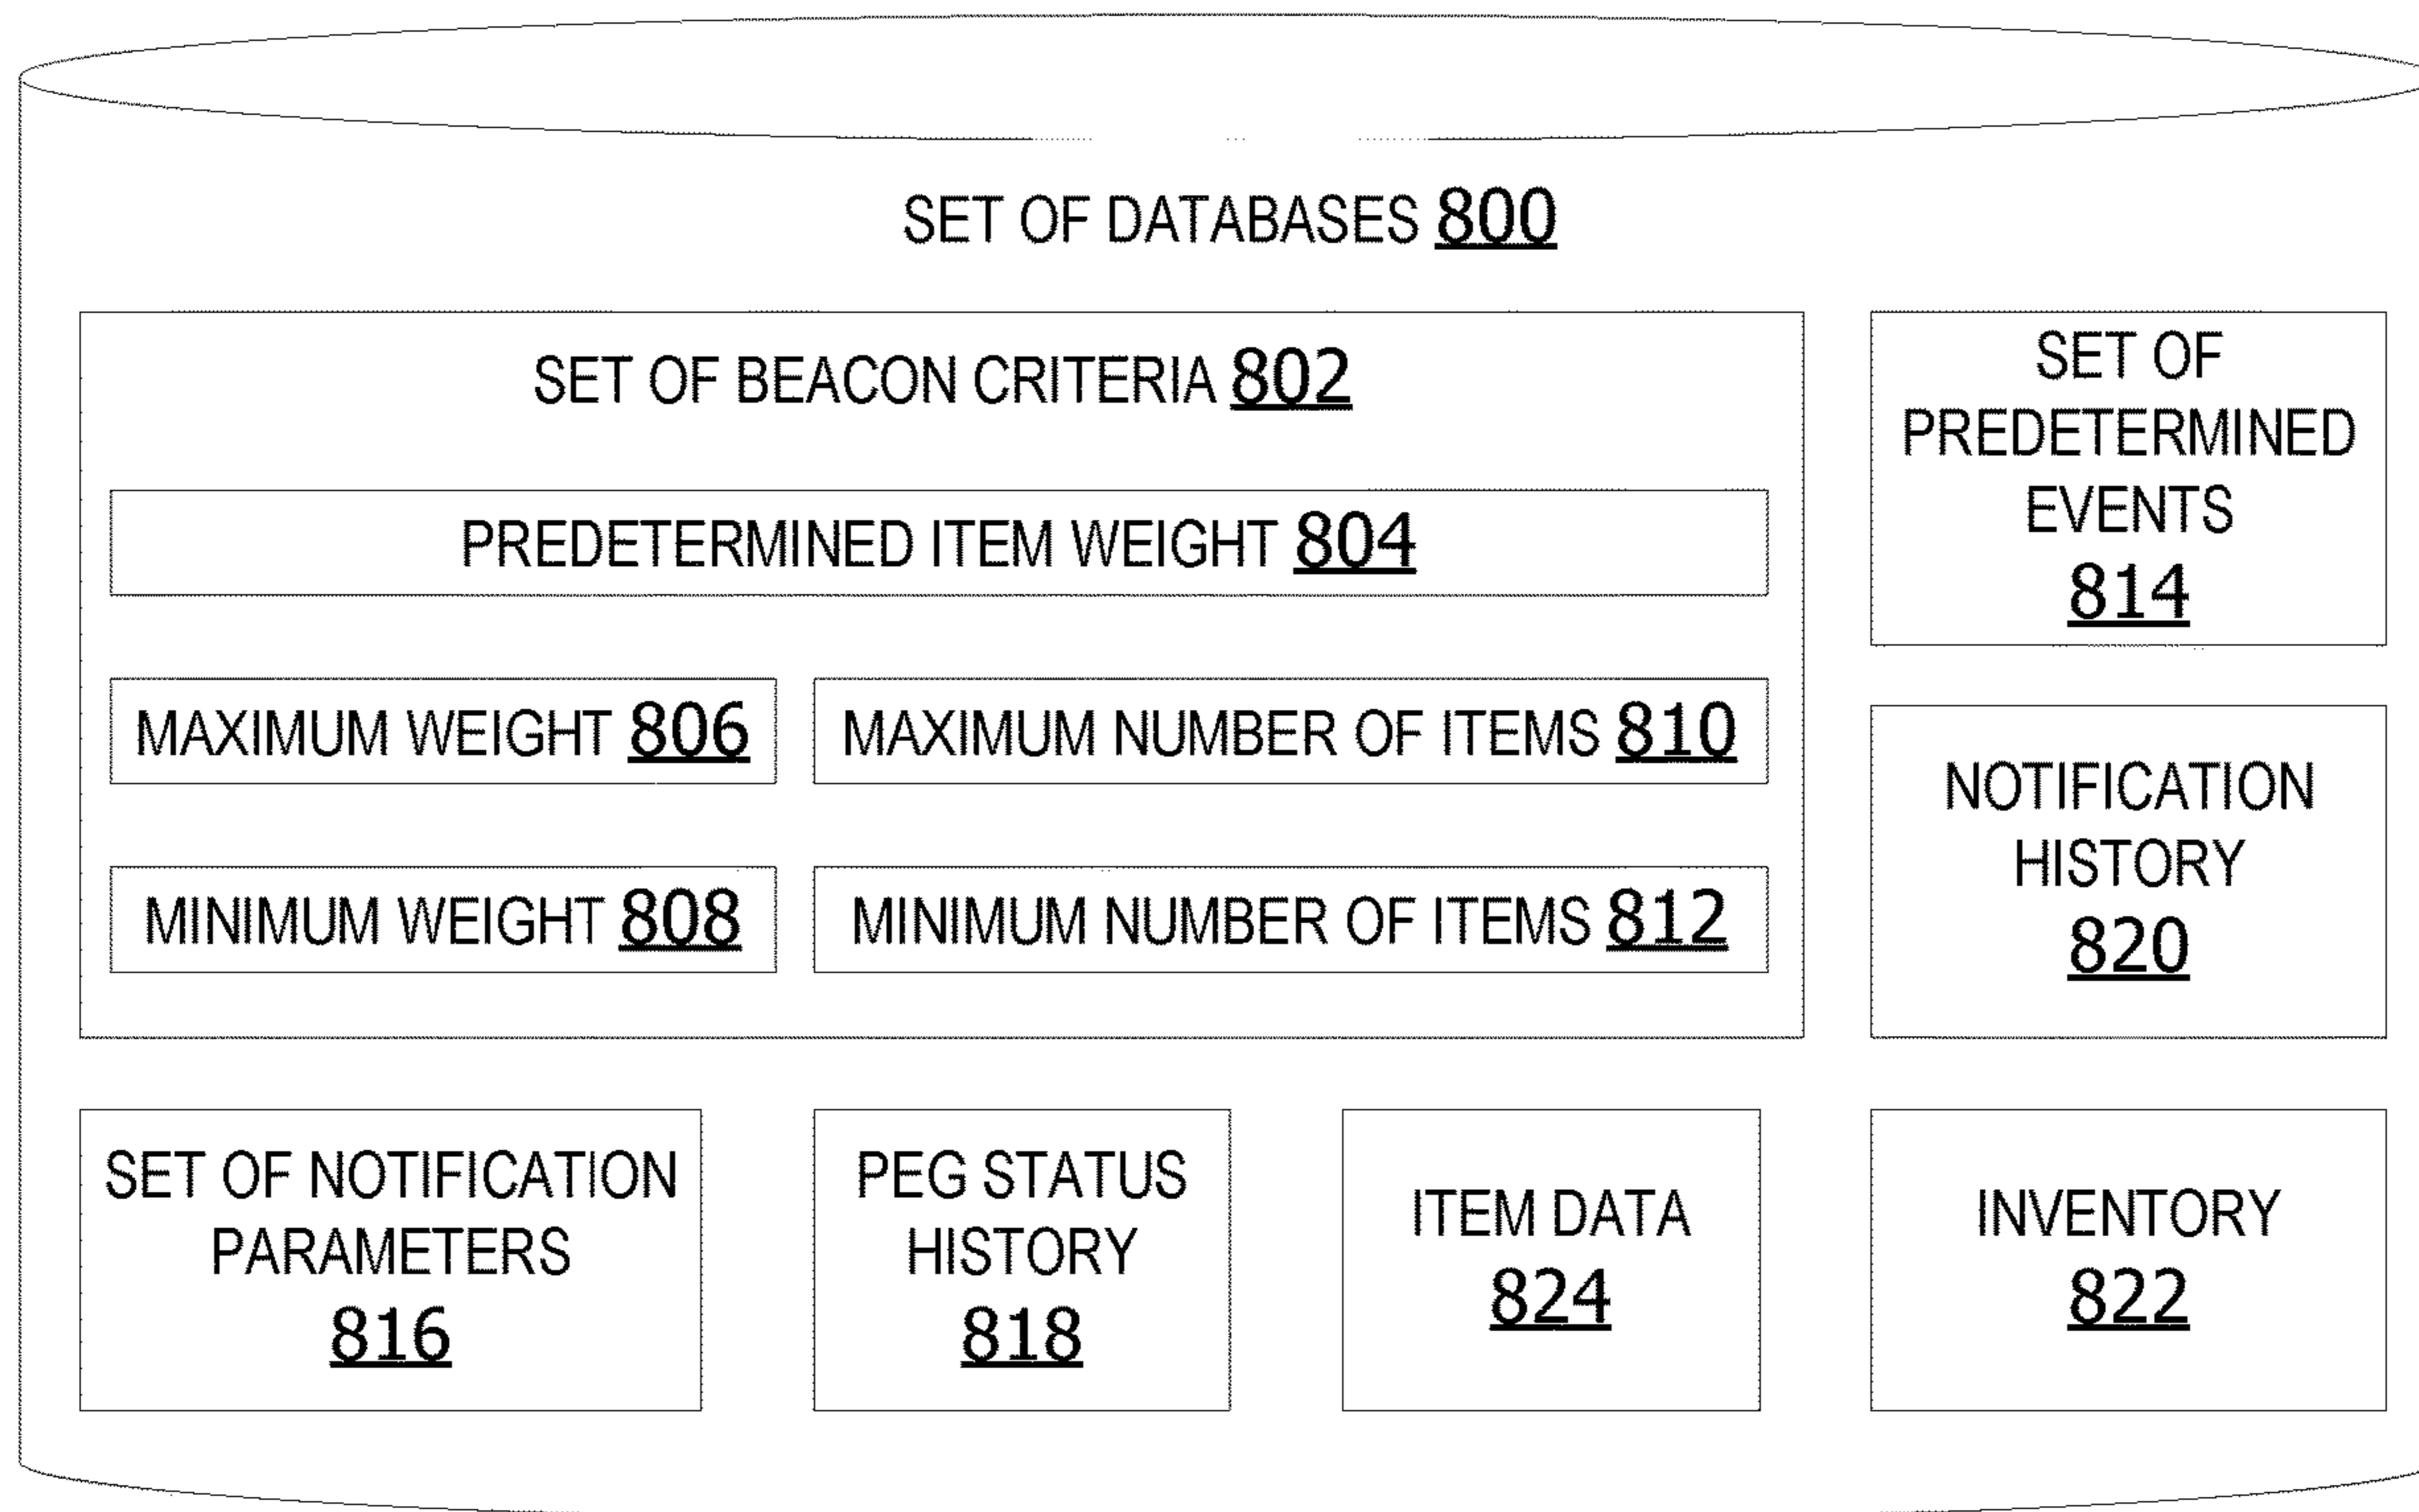 SET OF DATABASES 800
SET OF BEACON CRITERIA 802
PREDETERMINED ITEM WEIGHT 804
MAXIMUM WEIGHT 806
MAXIMUM NUMBER OF ITEMS 810
MINIMUM WEIGHT 808
MINIMUM NUMBER OF ITEMS 812
SET OF
PREDETERMINED
EVENTS
814
NOTIFICATION
HISTORY
820
SET OF NOTIFICATION
PARAMETERS
816
PEG STATUS
HISTORY
818
ITEM DATA
824
INVENTORY
822